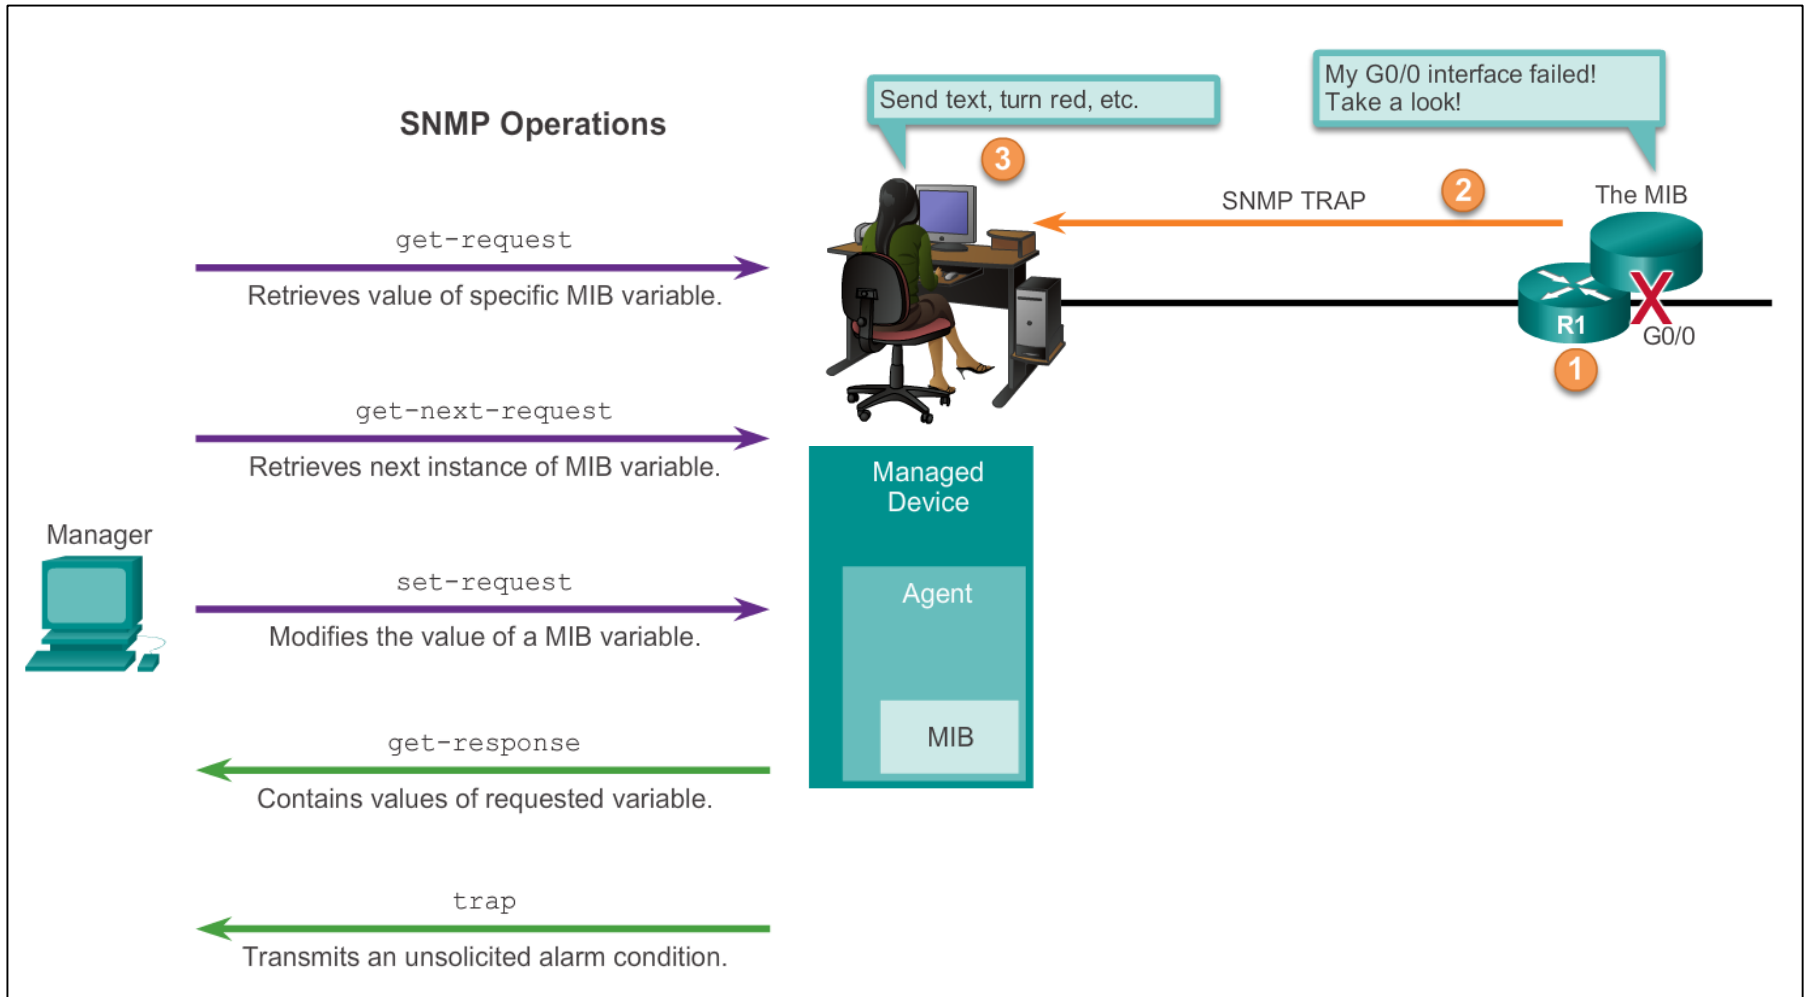 SNMP Operations
get-request
Retrieves value of specific MIB variable.
get-next-request
Retrieves next instance of MIB variable.
Manager
set-request
Modifies the value of a MIB variable.
get-response
Contains values of requested variable.
trap
Transmits an unsolicited alarm condition.
Managed
Device
Agent
MIB
Send text, turn red, etc.
3
SNMP TRAP
2
My G0/0 interface failed!
Take a look!
The MIB
R1
G0/0
1